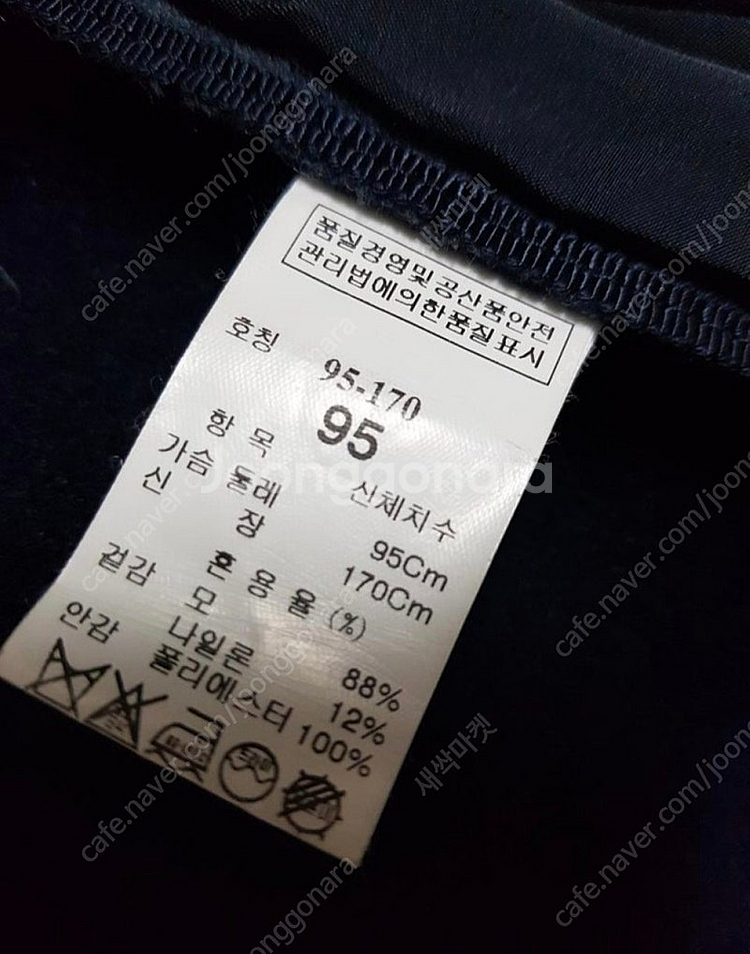 품질경영및공산품안전
관리법에의한품질표시
호칭 95-170
95
항 목 신체치수
가슴 둘레 95Cm
신 장 170Cm
혼 용 율 (%)
겉감 모 88%
나일론 12%
안감 폴리에스터 100%
Joonggonara
cafe.naver.com/joonggonara
새싹마켓